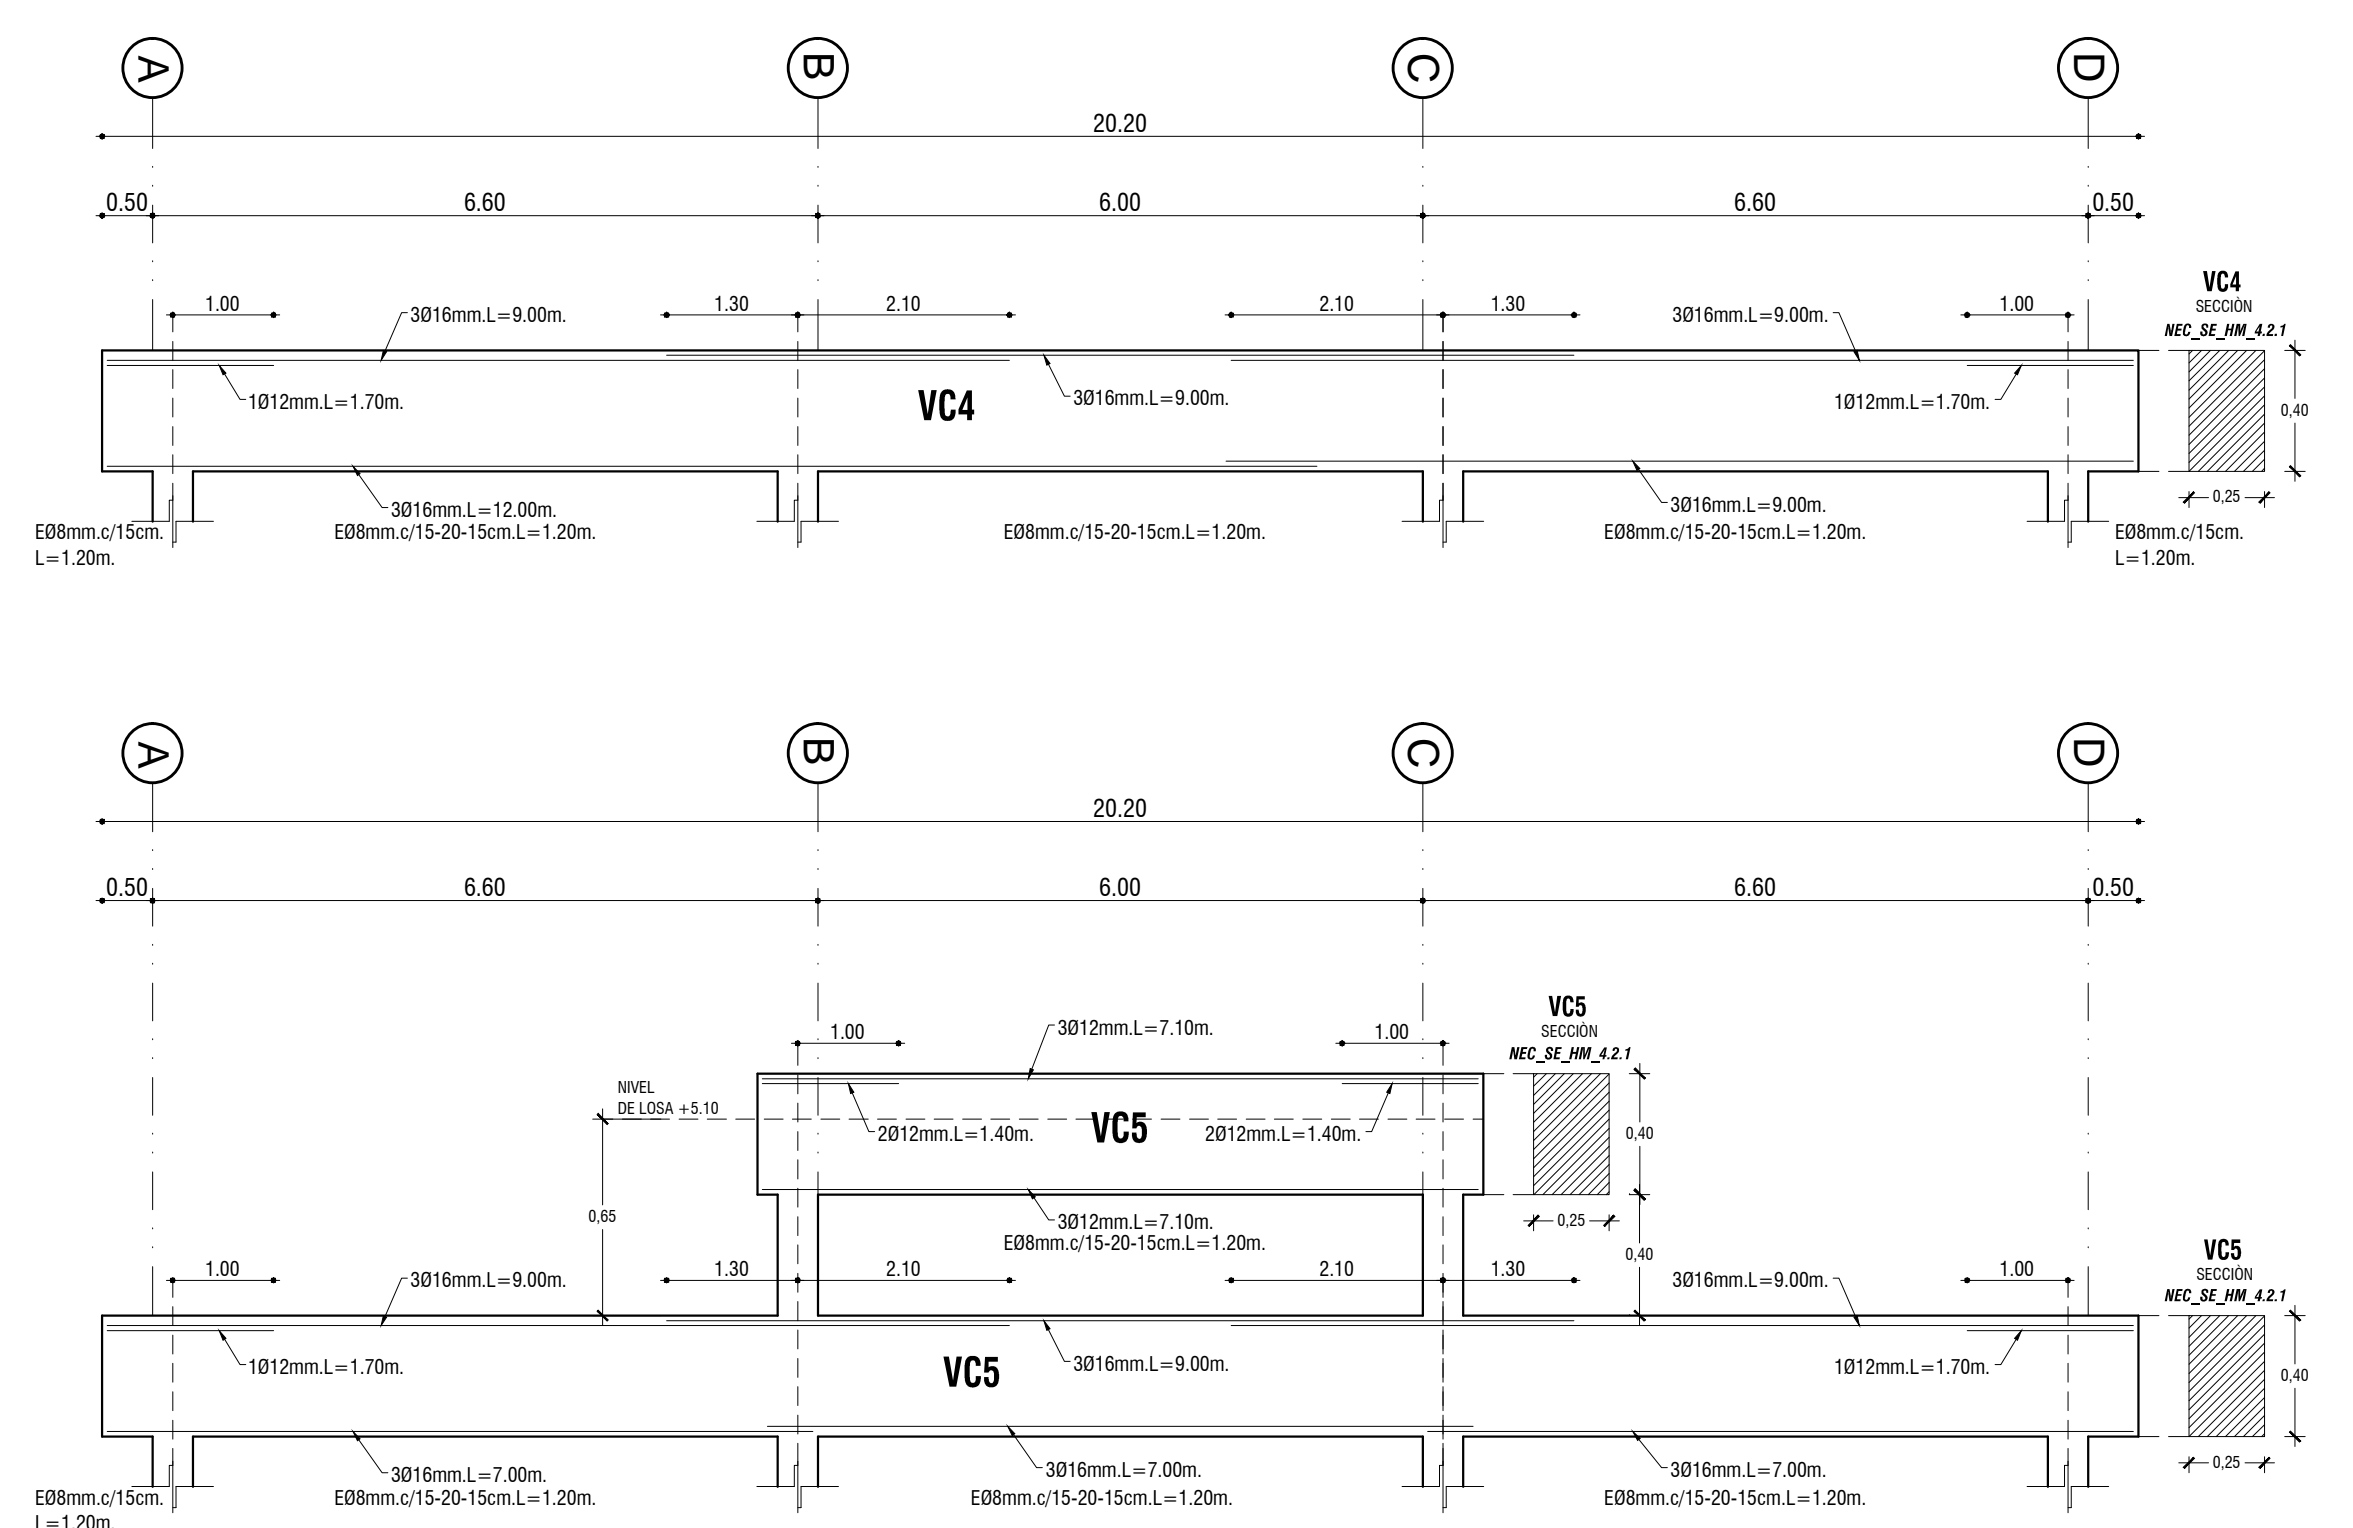 A
B
C
D
20.20
0.50
6.60
6.00
6.60
0.50
VC4
SECCIÒN
NEC_SE_HM_4.2.1
1.00
3Ø16mm.L=9.00m.
1.30
2.10
2.10
1.30
3Ø16mm.L=9.00m.
1.00
1Ø12mm.L=1.70m.
VC4
3Ø16mm.L=9.00m.
1Ø12mm.L=1.70m.
0,40
0,25
3Ø16mm.L=12.00m.
3Ø16mm.L=9.00m.
EØ8mm.c/15cm.
L=1.20m.
EØ8mm.c/15-20-15cm.L=1.20m.
EØ8mm.c/15-20-15cm.L=1.20m.
EØ8mm.c/15-20-15cm.L=1.20m.
EØ8mm.c/15cm.
L=1.20m.
A
B
C
D
20.20
0.50
6.60
6.00
6.60
0.50
VC5
SECCIÒN
NEC_SE_HM_4.2.1
1.00
3Ø12mm.L=7.10m.
1.00
NIVEL
DE LOSA +5.10
2Ø12mm.L=1.40m.
VC5
2Ø12mm.L=1.40m.
0,40
0,65
3Ø12mm.L=7.10m.
EØ8mm.c/15-20-15cm.L=1.20m.
0,25
0,40
VC5
SECCIÒN
NEC_SE_HM_4.2.1
1.00
3Ø16mm.L=9.00m.
1.30
2.10
2.10
1.30
3Ø16mm.L=9.00m.
1.00
1Ø12mm.L=1.70m.
VC5
3Ø16mm.L=9.00m.
1Ø12mm.L=1.70m.
0,40
0,25
3Ø16mm.L=7.00m.
3Ø16mm.L=7.00m.
3Ø16mm.L=7.00m.
EØ8mm.c/15cm.
L=1.20m.
EØ8mm.c/15-20-15cm.L=1.20m.
EØ8mm.c/15-20-15cm.L=1.20m.
EØ8mm.c/15-20-15cm.L=1.20m.